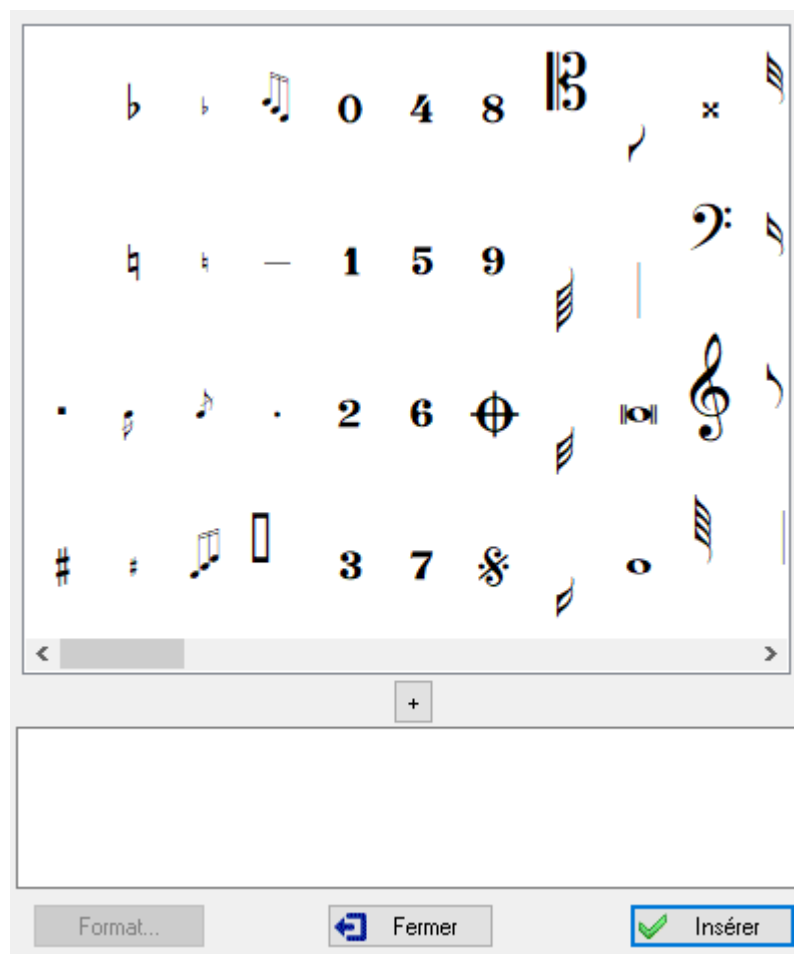 ♭ ♭ 0 4 8
♮ ♮ — 1 5 9
. . 2 6
♯ ♯ 3 7
< >
+
Format...
Fermer
Insérer